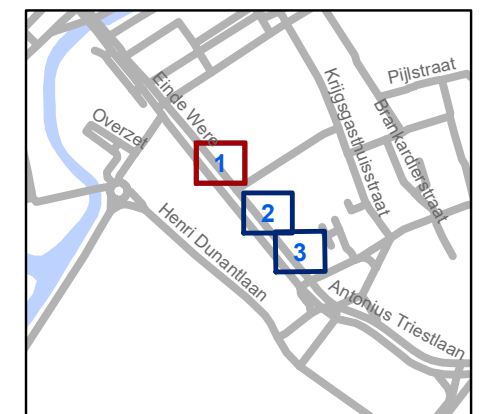 Pijlstraat
Einde Were
Krijgsgasthuisstraat
Brankardierstraat
Overzet
1
2
3
Henri Dunantlaan
Antonius Triestlaan